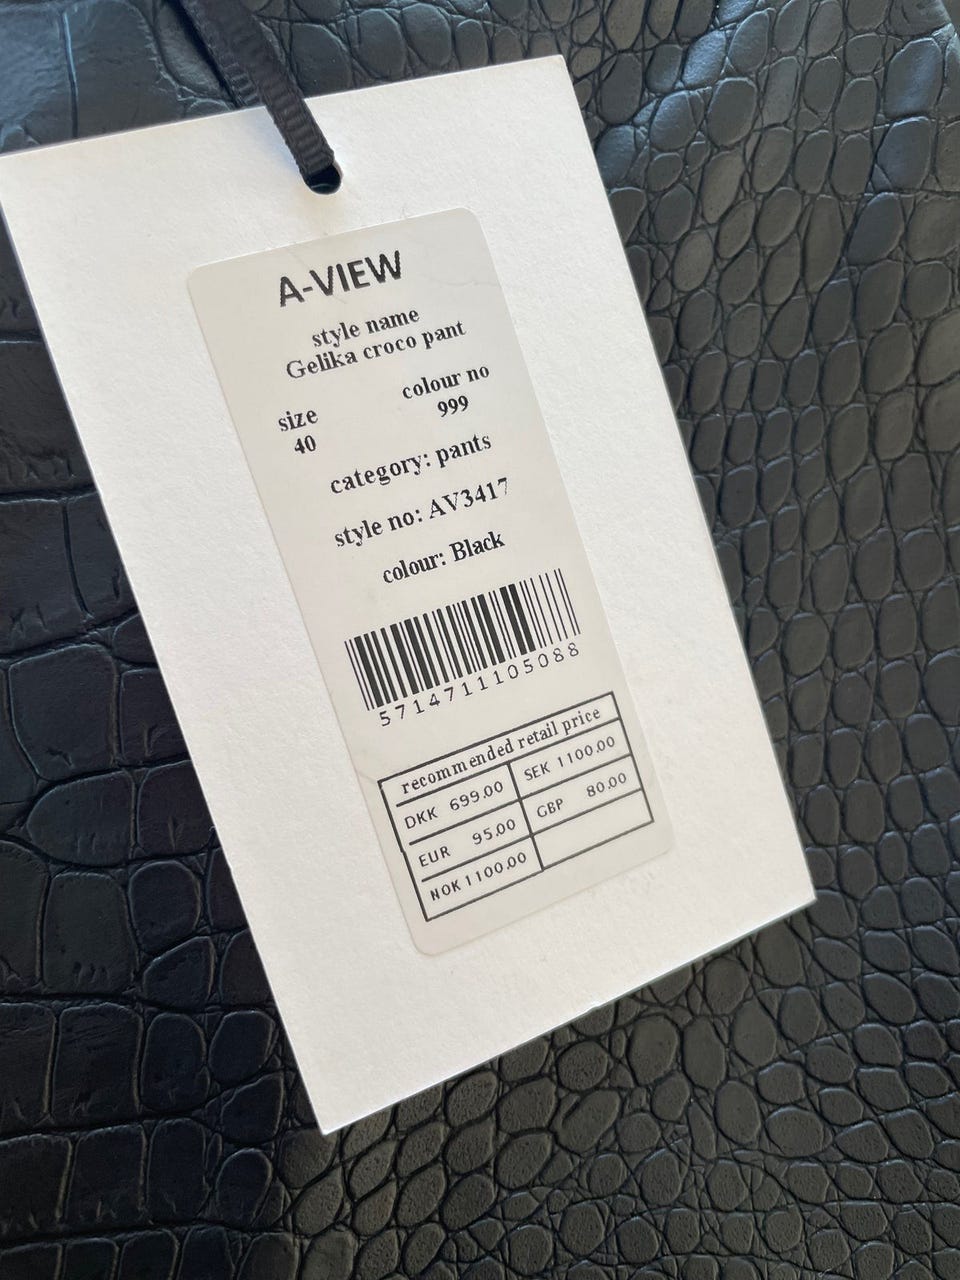 A-VIEW
style name
Gelika croco pant
size colour no
40 999
category: pants
style no: AV3417
colour: Black
5714711105088
recommended retail price
DKK 699.00 SEK 1100.00
EUR 95.00 GBP 80.00
NOK 1100.00